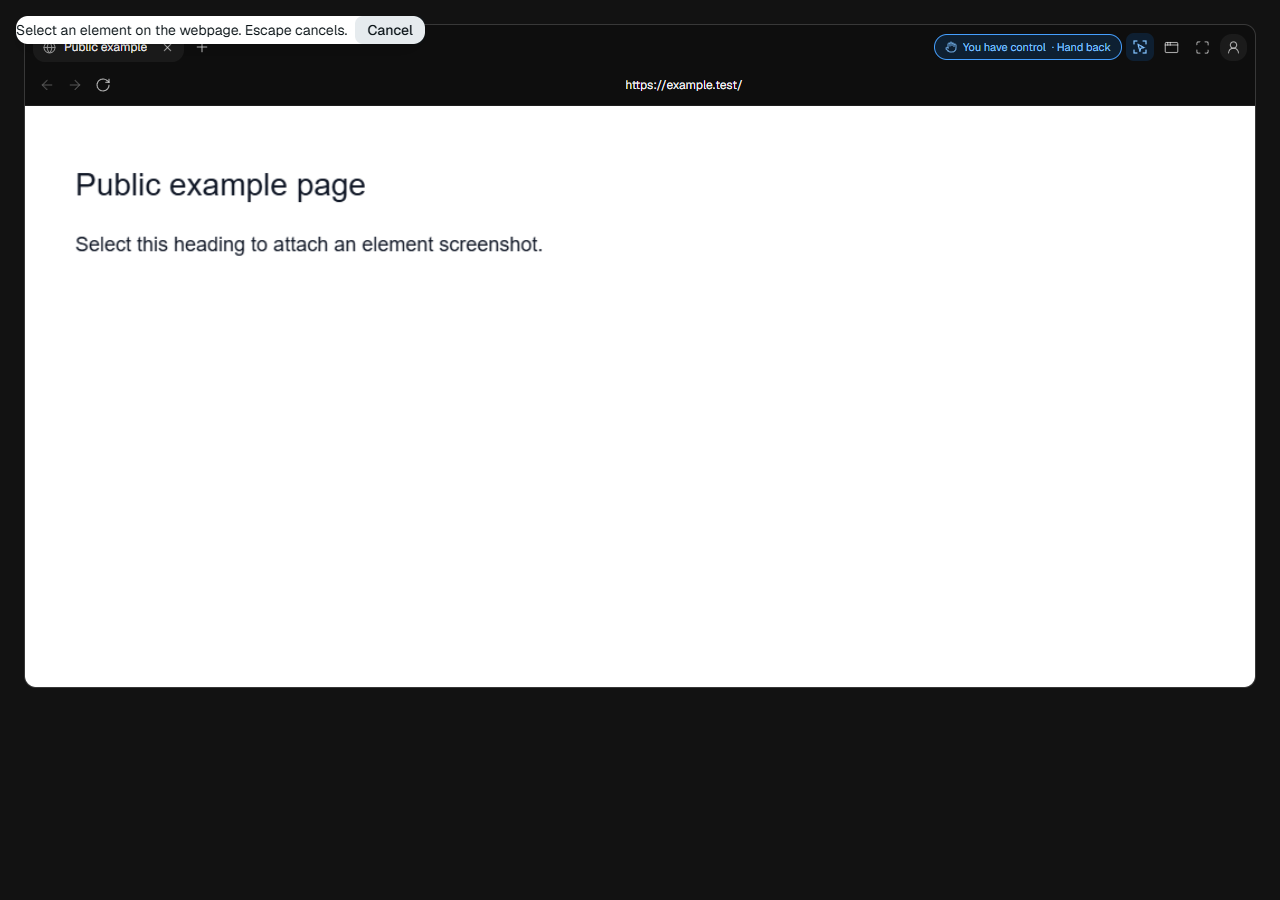 Select an element on the webpage. Escape cancels. Cancel
Public example
You have control · Hand back
https://example.test/
Public example page
Select this heading to attach an element screenshot.